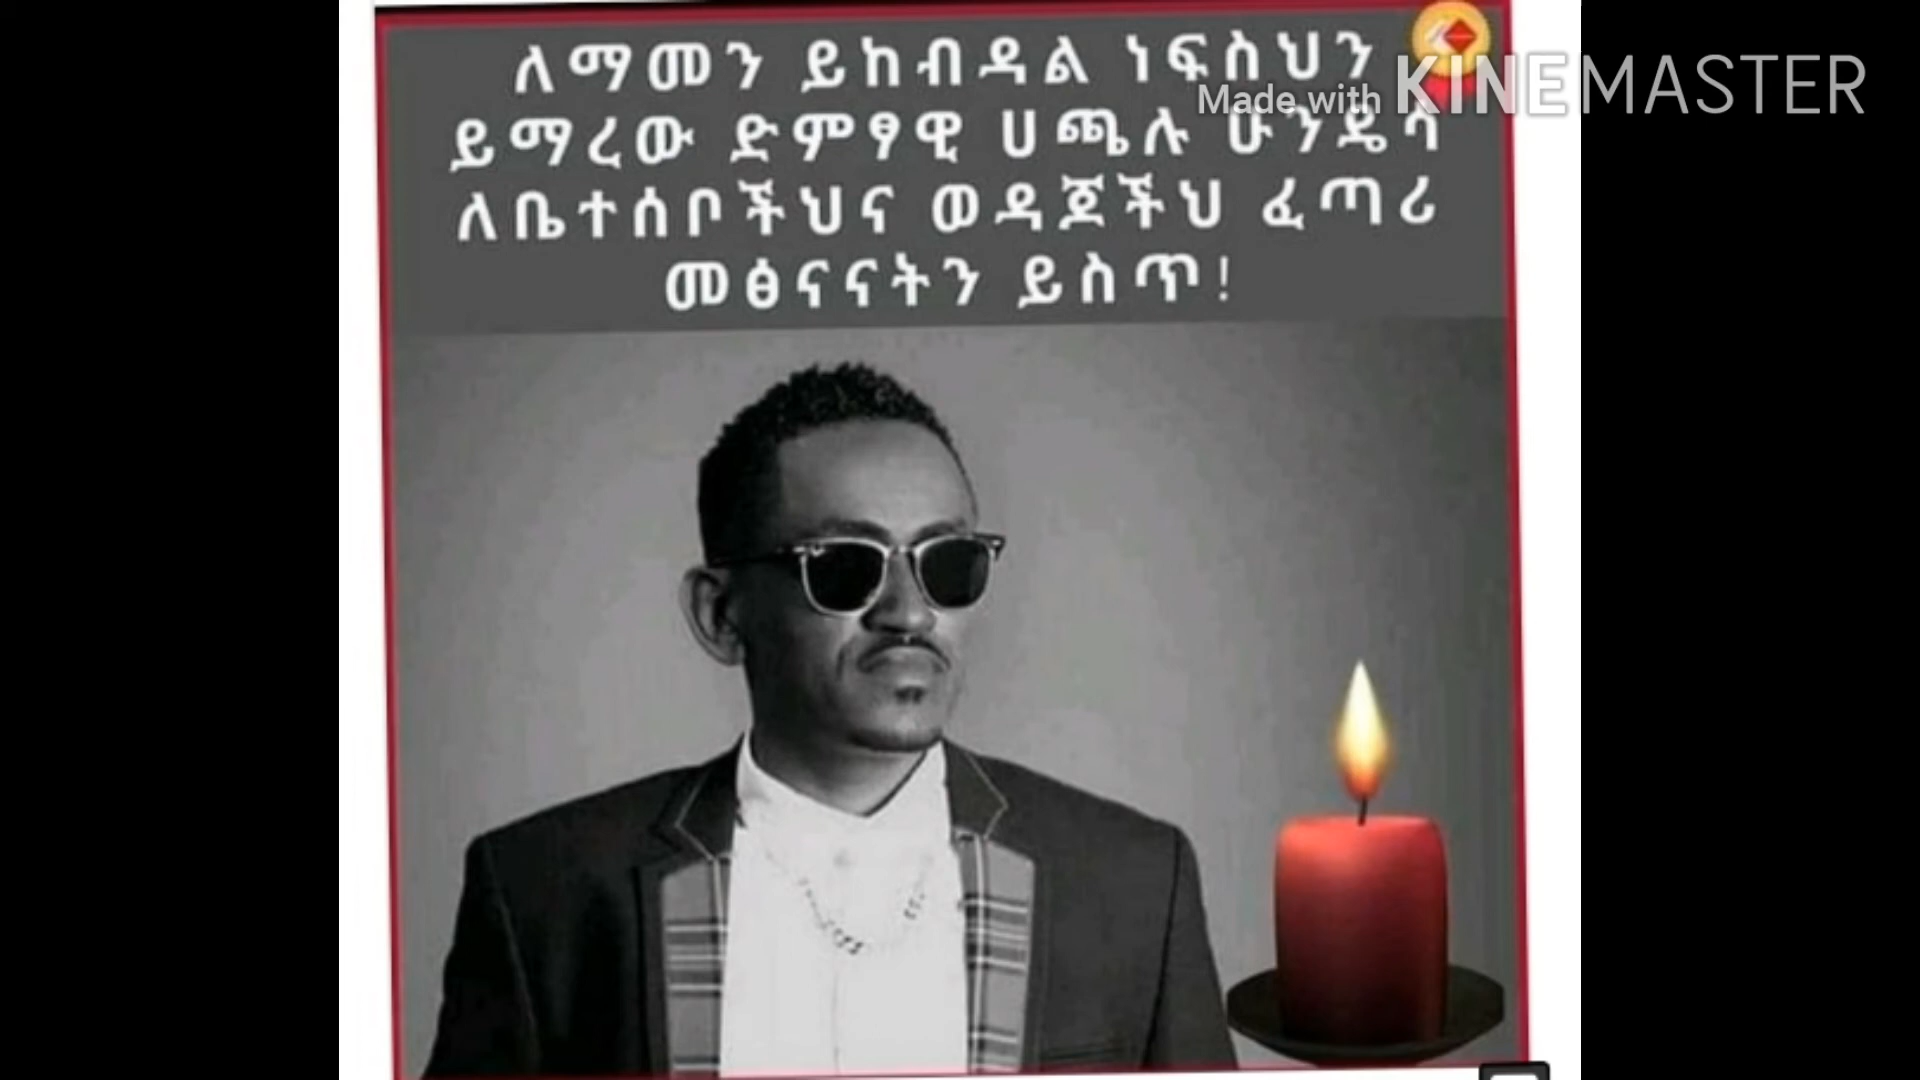 ለማመን ይከብዳል ነፍስህን
ይማረው ድምፃዊ ሀጫሉ ሁንዴሳ
ለቤተሰቦችህና ወዳጆችህ ፈጣሪ
መፅናናትን ይስጥ!
Made with KINEMASTER